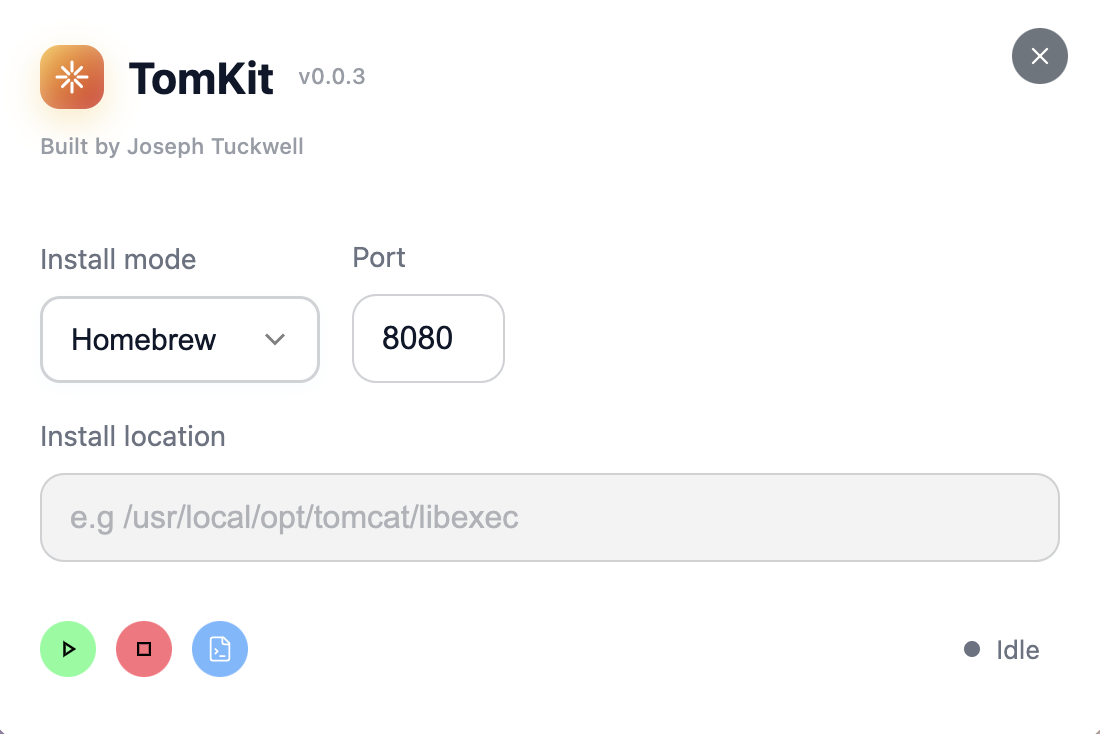 TomKit v0.0.3
Built by Joseph Tuckwell
Install mode
Port
Homebrew
8080
Install location
e.g /usr/local/opt/tomcat/libexec
Idle